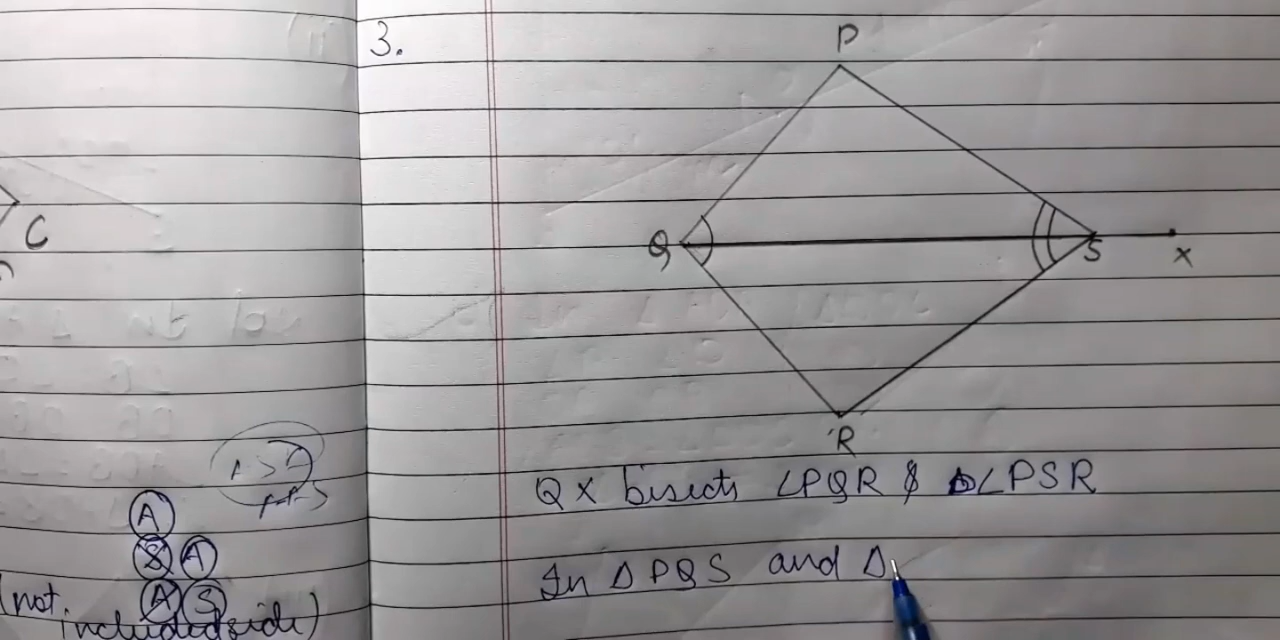 3.
P
C
Q
S
X
R
QX bisects ∠PQR & ∠PSR
A
In Δ PQS and Δ
S A
(not A S
included side)